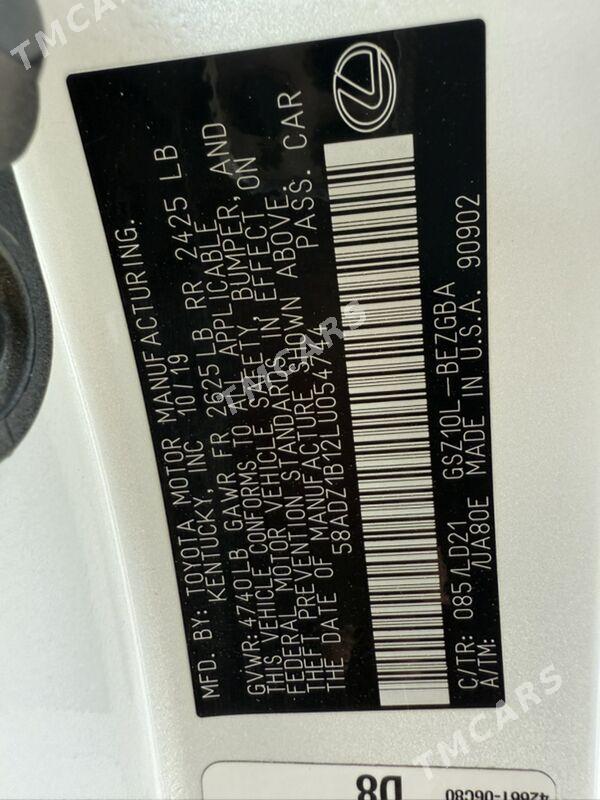 MFD. BY: TOYOTA MOTOR MANUFACTURING.
KENTUCKY, INC 10/19
GVWR: 4740LB GAWR FR 2625LB RR 2425 LB
THIS VEHICLE CONFORMS TO ALL APPLICABLE
FEDERAL MOTOR VEHICLE SAFETY, BUMPER, AND
THEFT PREVENTION STANDARDS IN EFFECT ON
THE DATE OF MANUFACTURE SHOWN ABOVE.
58ADZ1B12LU005474 PASS. CAR
C/TR: 085/LD21 GSZ10L-BEZGBA
A/TM: /UA80E MADE IN U.S.A. 90902
42661-06C80
D8
TMCARS
TMCARS
TMCARS